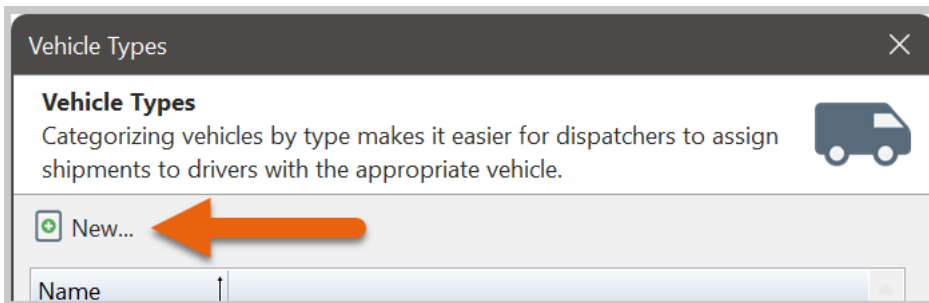 Vehicle Types
Vehicle Types
Categorizing vehicles by type makes it easier for dispatchers to assign
shipments to drivers with the appropriate vehicle.
New...
Name